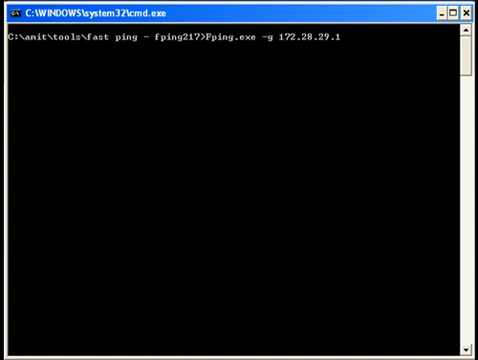 C:\WINDOWS\system32\cmd.exe
C:\amit\tools\fast ping - fping217>Fping.exe -g 172.28.29.1